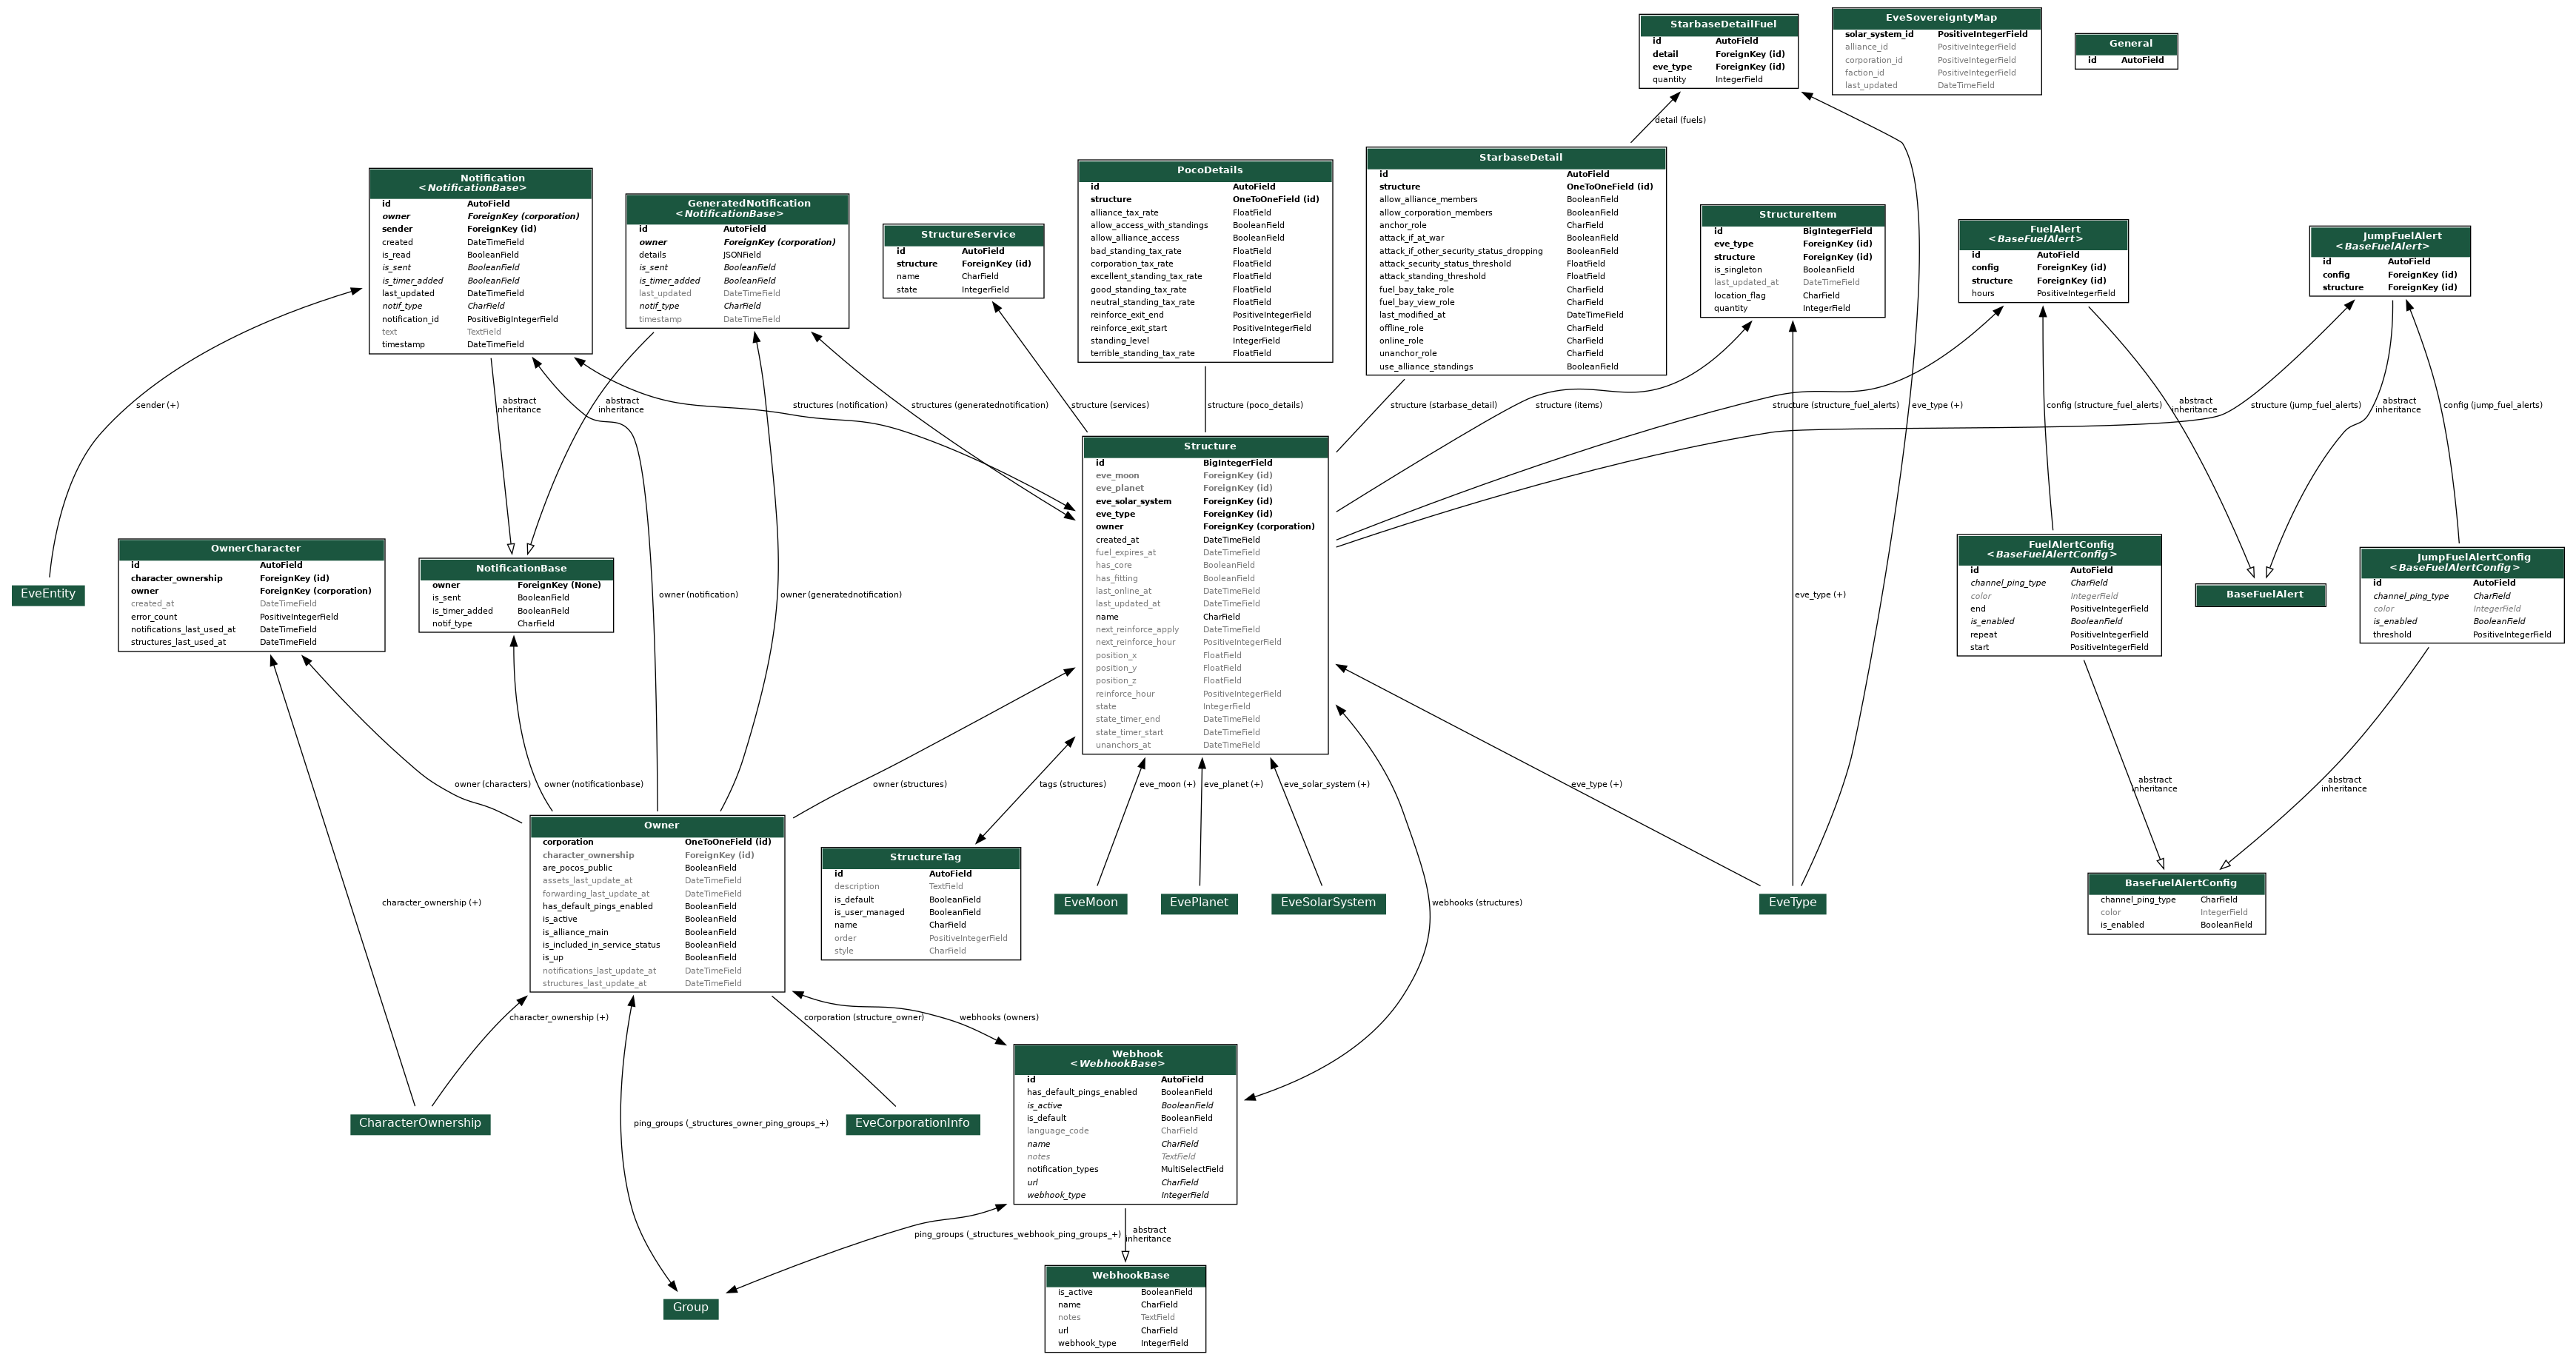 StarbaseDetailFuel
id AutoField
detail ForeignKey (id)
eve_type ForeignKey (id)
quantity IntegerField
EveSovereigntyMap
solar_system_id PositiveIntegerField
alliance_id PositiveIntegerField
corporation_id PositiveIntegerField
faction_id PositiveIntegerField
last_updated DateTimeField
General
id AutoField
detail (fuels)
Notification
<NotificationBase>
id AutoField
owner ForeignKey (corporation)
sender ForeignKey (id)
created DateTimeField
is_read BooleanField
is_sent BooleanField
is_timer_added BooleanField
last_updated DateTimeField
notif_type CharField
notification_id PositiveBigIntegerField
text TextField
timestamp DateTimeField
GeneratedNotification
<NotificationBase>
id AutoField
owner ForeignKey (corporation)
details JSONField
is_sent BooleanField
is_timer_added BooleanField
last_updated DateTimeField
notif_type CharField
timestamp DateTimeField
StructureService
id AutoField
structure ForeignKey (id)
name CharField
state IntegerField
PocoDetails
id AutoField
structure OneToOneField (id)
alliance_tax_rate FloatField
allow_access_with_standings BooleanField
allow_alliance_access BooleanField
bad_standing_tax_rate FloatField
corporation_tax_rate FloatField
excellent_standing_tax_rate FloatField
good_standing_tax_rate FloatField
neutral_standing_tax_rate FloatField
reinforce_exit_end PositiveIntegerField
reinforce_exit_start PositiveIntegerField
standing_level IntegerField
terrible_standing_tax_rate FloatField
StarbaseDetail
id AutoField
structure OneToOneField (id)
allow_alliance_members BooleanField
allow_corporation_members BooleanField
anchor_role CharField
attack_if_at_war BooleanField
attack_if_other_security_status_dropping BooleanField
attack_security_status_threshold FloatField
attack_standing_threshold FloatField
fuel_bay_take_role CharField
fuel_bay_view_role CharField
last_modified_at DateTimeField
offline_role CharField
online_role CharField
unanchor_role CharField
use_alliance_standings BooleanField
StructureItem
id BigIntegerField
eve_type ForeignKey (id)
structure ForeignKey (id)
is_singleton BooleanField
last_updated_at DateTimeField
location_flag CharField
quantity IntegerField
FuelAlert
<BaseFuelAlert>
id AutoField
config ForeignKey (id)
structure ForeignKey (id)
hours PositiveIntegerField
JumpFuelAlert
<BaseFuelAlert>
id AutoField
config ForeignKey (id)
structure ForeignKey (id)
sender (+)
abstract
inheritance
abstract
inheritance
structures (notification)
structures (generatednotification)
structure (services)
structure (poco_details)
structure (starbase_detail)
structure (items)
structure (structure_fuel_alerts)
eve_type (+)
config (structure_fuel_alerts)
abstract
inheritance
structure (jump_fuel_alerts)
abstract
inheritance
config (jump_fuel_alerts)
EveEntity
OwnerCharacter
id AutoField
character_ownership ForeignKey (id)
owner ForeignKey (corporation)
created_at DateTimeField
error_count PositiveIntegerField
notifications_last_used_at DateTimeField
structures_last_used_at DateTimeField
NotificationBase
owner ForeignKey (None)
is_sent BooleanField
is_timer_added BooleanField
notif_type CharField
owner (notification)
owner (generatednotification)
Structure
id BigIntegerField
eve_moon ForeignKey (id)
eve_planet ForeignKey (id)
eve_solar_system ForeignKey (id)
eve_type ForeignKey (id)
owner ForeignKey (corporation)
created_at DateTimeField
fuel_expires_at DateTimeField
has_core BooleanField
has_fitting BooleanField
last_online_at DateTimeField
last_updated_at DateTimeField
name CharField
next_reinforce_apply DateTimeField
next_reinforce_hour PositiveIntegerField
position_x FloatField
position_y FloatField
position_z FloatField
reinforce_hour PositiveIntegerField
state IntegerField
state_timer_end DateTimeField
state_timer_start DateTimeField
unanchors_at DateTimeField
eve_type (+)
FuelAlertConfig
<BaseFuelAlertConfig>
id AutoField
channel_ping_type CharField
color IntegerField
end PositiveIntegerField
is_enabled BooleanField
repeat PositiveIntegerField
start PositiveIntegerField
BaseFuelAlert
JumpFuelAlertConfig
<BaseFuelAlertConfig>
id AutoField
channel_ping_type CharField
color IntegerField
is_enabled BooleanField
threshold PositiveIntegerField
owner (characters)
owner (notificationbase)
owner (structures)
tags (structures)
eve_moon (+)
eve_planet (+)
eve_solar_system (+)
eve_type (+)
abstract
inheritance
abstract
inheritance
Owner
corporation OneToOneField (id)
character_ownership ForeignKey (id)
are_pocos_public BooleanField
assets_last_update_at DateTimeField
forwarding_last_update_at DateTimeField
has_default_pings_enabled BooleanField
is_active BooleanField
is_alliance_main BooleanField
is_included_in_service_status BooleanField
is_up BooleanField
notifications_last_update_at DateTimeField
structures_last_update_at DateTimeField
StructureTag
id AutoField
description TextField
is_default BooleanField
is_user_managed BooleanField
name CharField
order PositiveIntegerField
style CharField
EveMoon
EvePlanet
EveSolarSystem
webhooks (structures)
EveType
BaseFuelAlertConfig
channel_ping_type CharField
color IntegerField
is_enabled BooleanField
character_ownership (+)
character_ownership (+)
corporation (structure_owner)
webhooks (owners)
CharacterOwnership
ping_groups (_structures_owner_ping_groups_+)
EveCorporationInfo
Webhook
<WebhookBase>
id AutoField
has_default_pings_enabled BooleanField
is_active BooleanField
is_default BooleanField
language_code CharField
name CharField
notes TextField
notification_types MultiSelectField
url CharField
webhook_type IntegerField
ping_groups (_structures_webhook_ping_groups_+)
abstract
inheritance
Group
WebhookBase
is_active BooleanField
name CharField
notes TextField
url CharField
webhook_type IntegerField